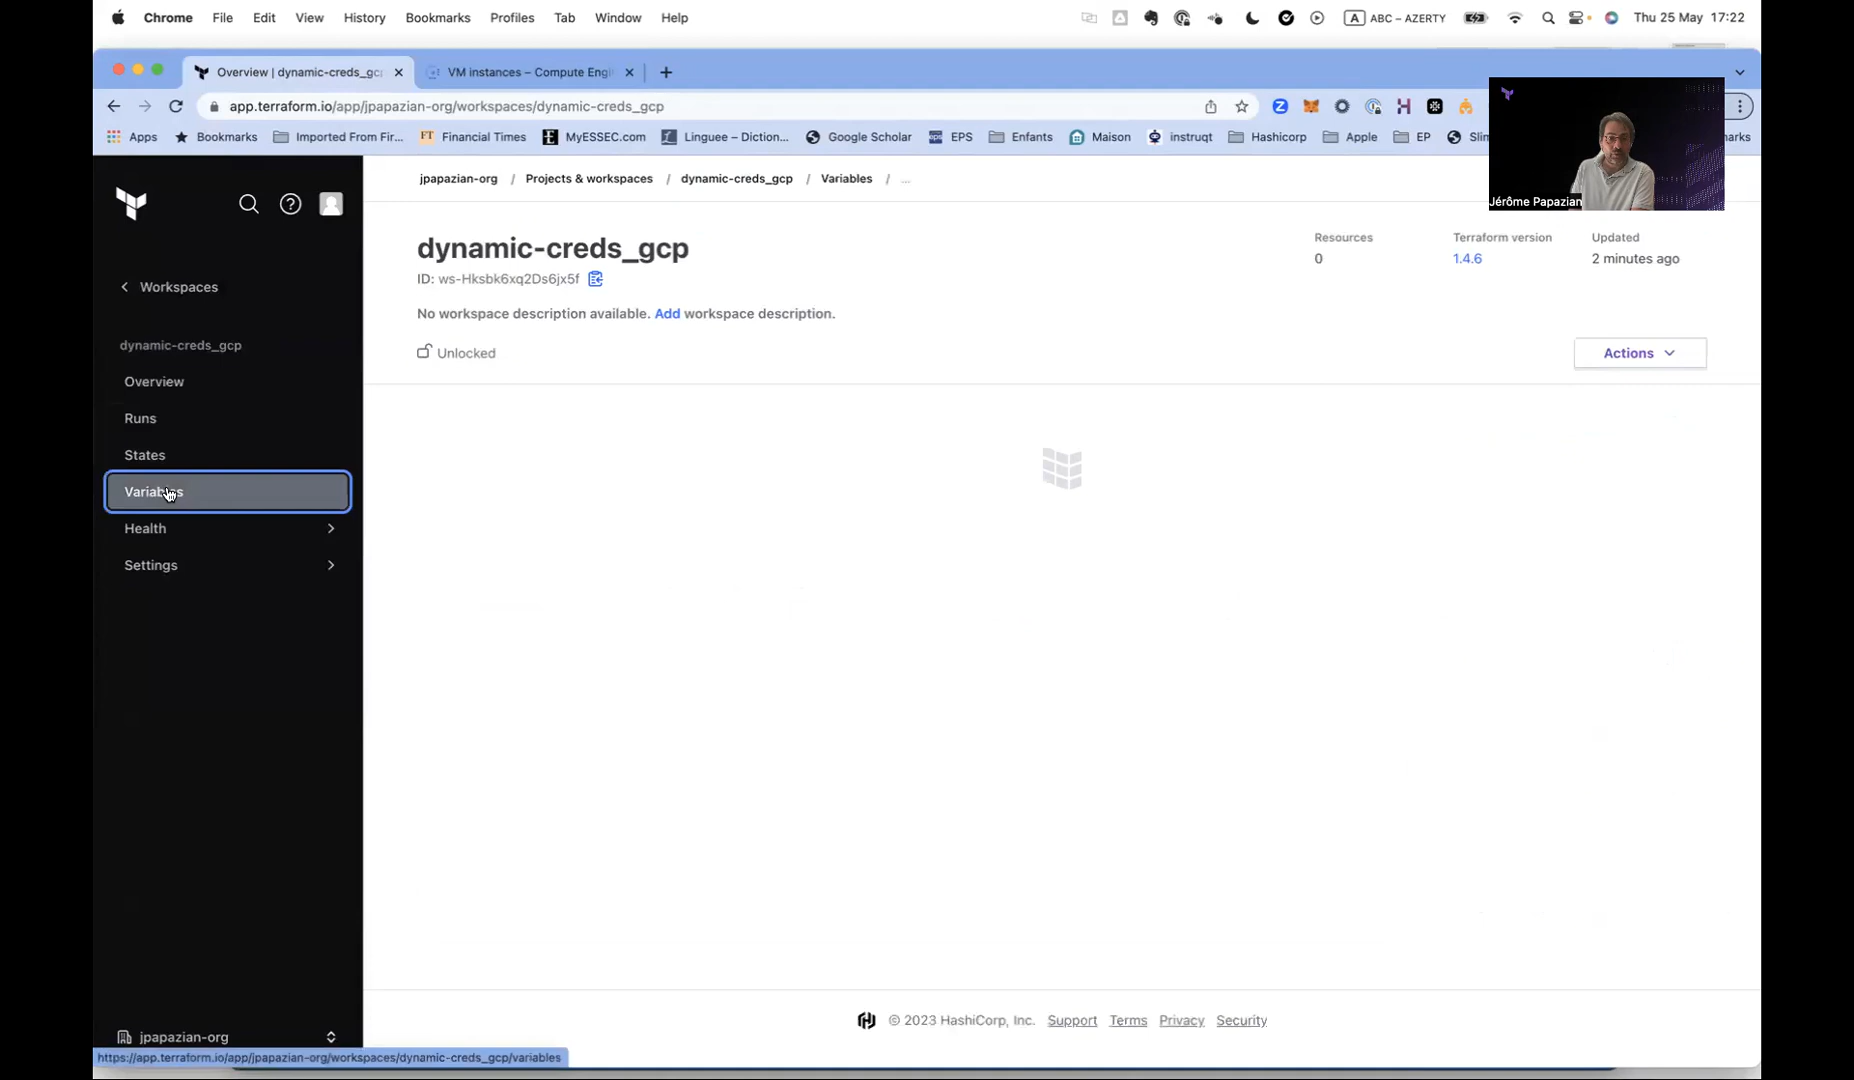 Chrome File Edit View History Bookmarks Profiles Tab Window Help
A ABC – AZERTY Thu 25 May 17:22
Overview | dynamic-creds_gc
VM instances – Compute Engi
app.terraform.io/app/jpapazian-org/workspaces/dynamic-creds_gcp
Apps Bookmarks Imported From Fir... FT Financial Times MyESSEC.com Linguee – Diction... Google Scholar EPS Enfants Maison instruqt Hashicorp Apple EP
Jérôme Papazian
jpapazian-org / Projects & workspaces / dynamic-creds_gcp / Variables / ...
dynamic-creds_gcp
ID: ws-Hksbk6xq2Ds6jx5f
No workspace description available. Add workspace description.
Unlocked
Resources
0
Terraform version
1.4.6
Updated
2 minutes ago
Actions
Workspaces
dynamic-creds_gcp
Overview
Runs
States
Variables
Health
Settings
jpapazian-org
© 2023 HashiCorp, Inc. Support Terms Privacy Security
https://app.terraform.io/app/jpapazian-org/workspaces/dynamic-creds_gcp/variables